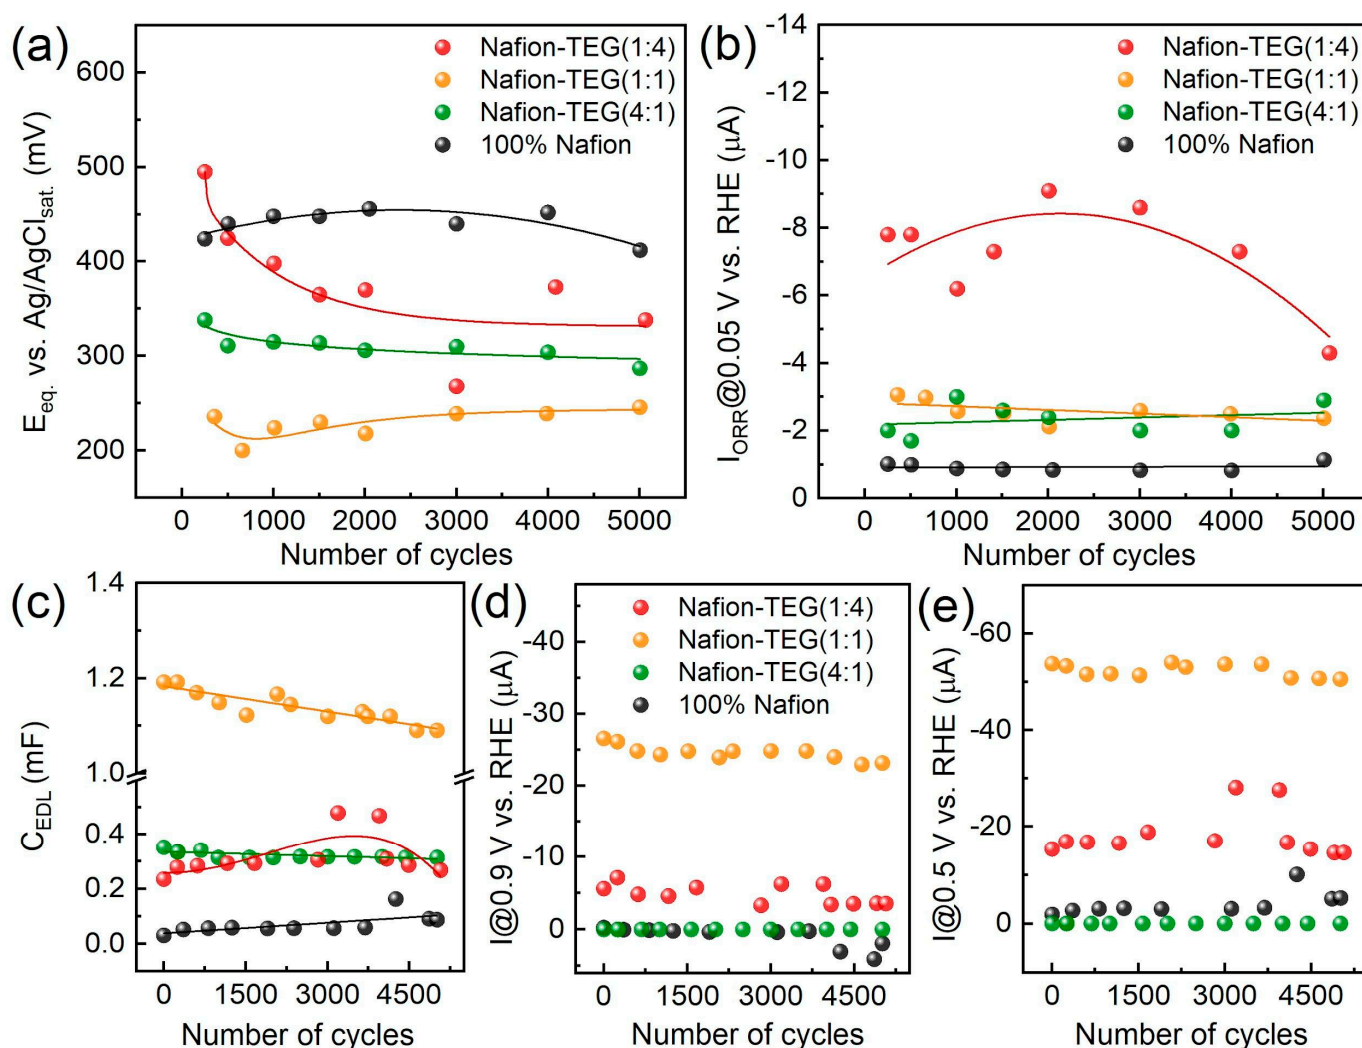 (a)
Nafion-TEG(1:4)
Nafion-TEG(1:1)
Nafion-TEG(4:1)
100% Nafion
600
500
400
300
200
E_eq. vs. Ag/AgCl_sat. (mV)
0 1000 2000 3000 4000 5000
Number of cycles
(b)
Nafion-TEG(1:4)
Nafion-TEG(1:1)
Nafion-TEG(4:1)
100% Nafion
-14
-12
-10
-8
-6
-4
-2
0
I_ORR@0.05 V vs. RHE (μA)
0 1000 2000 3000 4000 5000
Number of cycles
(c)
1.4
1.2
1.0
0.4
0.2
0.0
C_EDL (mF)
0 1500 3000 4500
Number of cycles
(d)
Nafion-TEG(1:4)
Nafion-TEG(1:1)
Nafion-TEG(4:1)
100% Nafion
-40
-30
-20
-10
0
I@0.9 V vs. RHE (μA)
0 1500 3000 4500
Number of cycles
(e)
-60
-40
-20
0
I@0.5 V vs. RHE (μA)
0 1500 3000 4500
Number of cycles